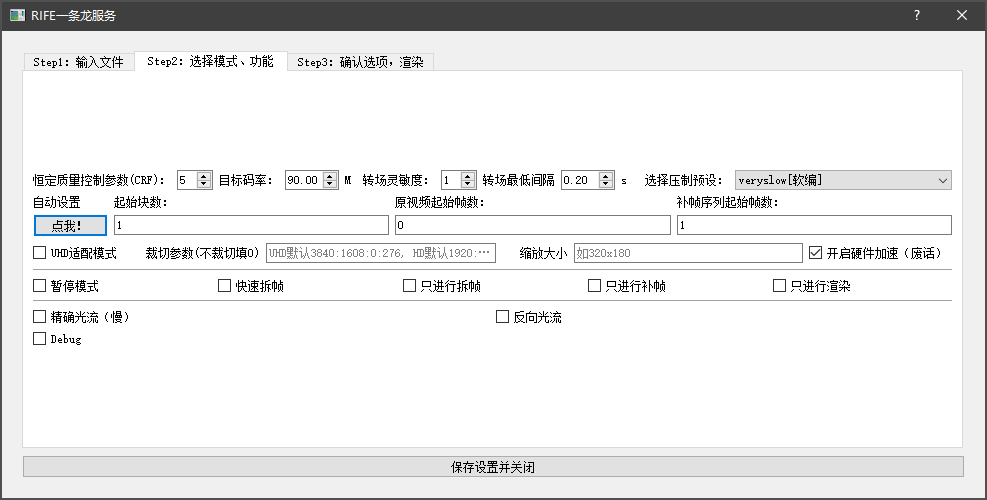 RIFE一条龙服务
Step1: 输入文件 Step2: 选择模式、功能 Step3: 确认选项，渲染
恒定质量控制参数(CRF): 5 目标码率: 90.00 M 转场灵敏度: 1 转场最低间隔 0.20 s 选择压制预设: veryslow[软编]
自动设置 起始块数: 原视频起始帧数: 补帧序列起始帧数:
点我! 1 0 1
UHD适配模式 裁切参数(不裁切填0) UHD默认3840:1608:0:276, HD默认1920:… 缩放大小 如320x180 开启硬件加速（废话）
暂停模式 快速拆帧 只进行拆帧 只进行补帧 只进行渲染
精确光流（慢） 反向光流
Debug
保存设置并关闭